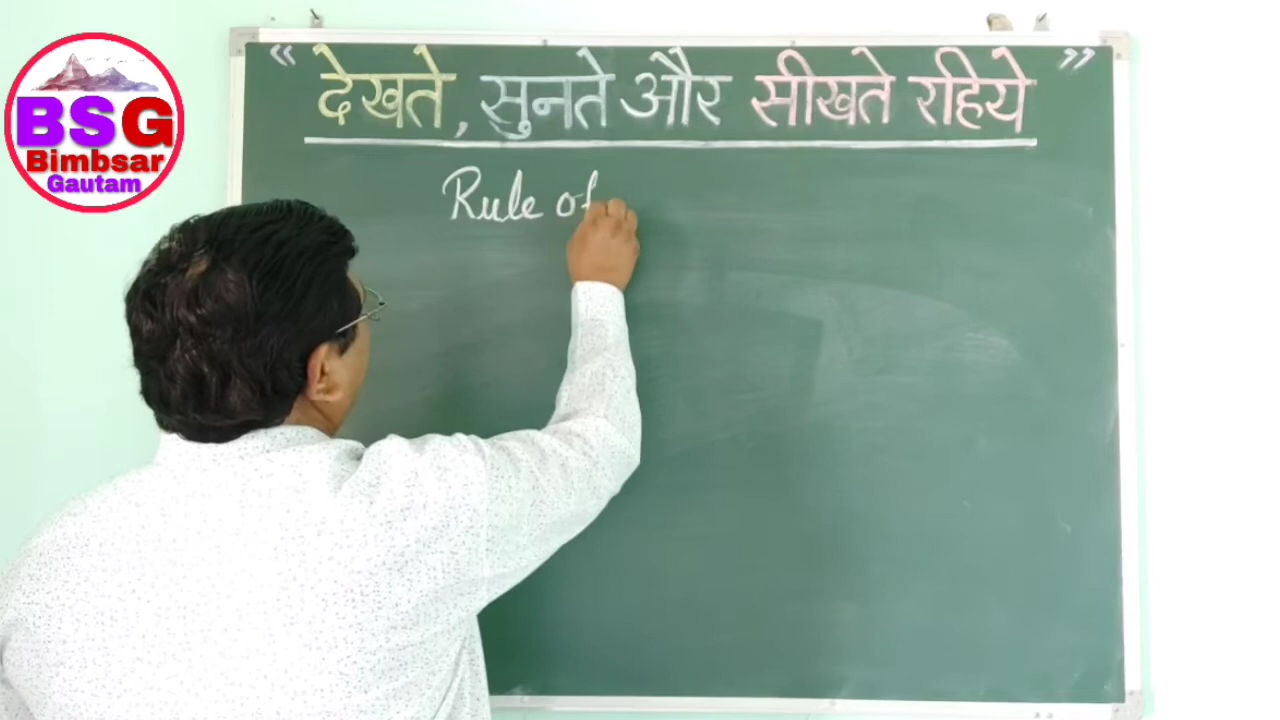 BSG
Bimbsar
Gautam
“ देखते, सुनते और सीखते रहिये ”
Rule of